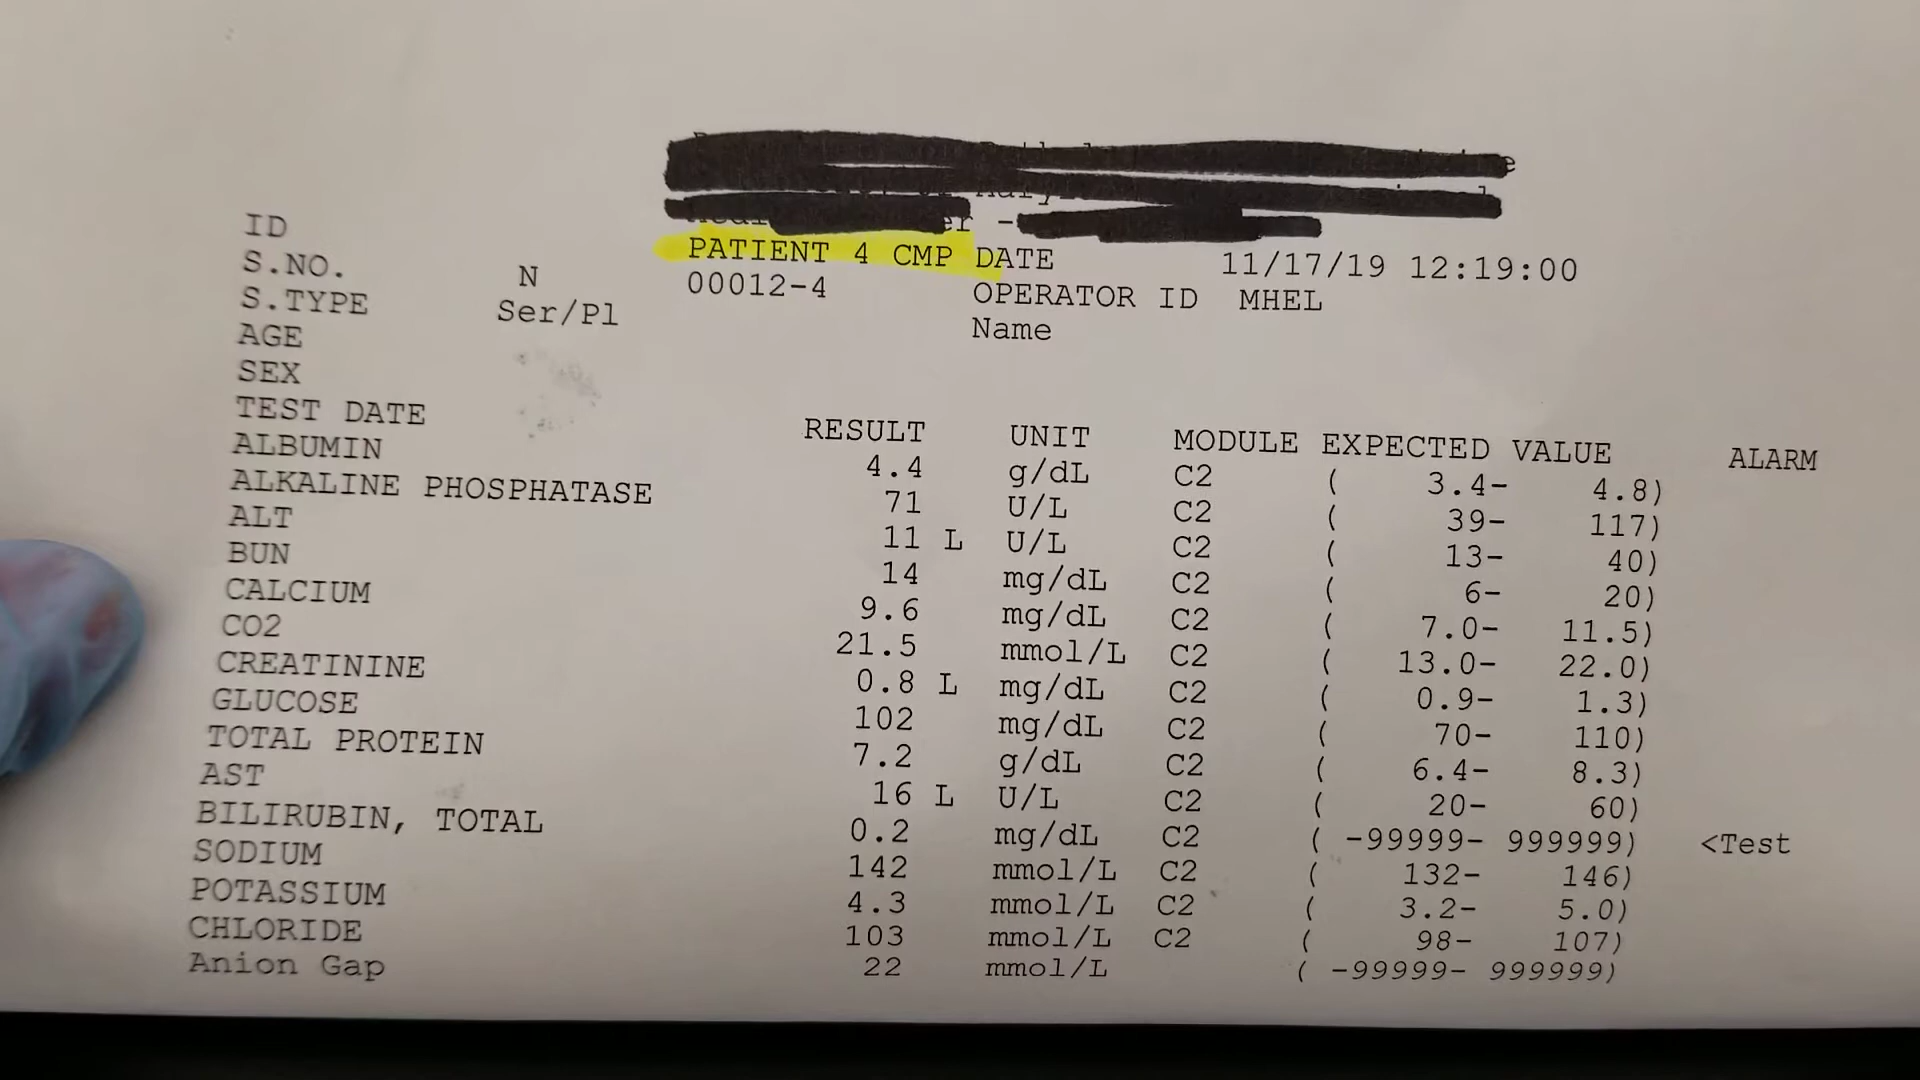 ID PATIENT 4 CMP DATE 11/17/19 12:19:00
S.NO. N 00012-4 OPERATOR ID MHEL
S.TYPE Ser/Pl Name
AGE
SEX
TEST DATE RESULT UNIT MODULE EXPECTED VALUE ALARM
ALBUMIN 4.4 g/dL C2 ( 3.4- 4.8)
ALKALINE PHOSPHATASE 71 U/L C2 ( 39- 117)
ALT 11 L U/L C2 ( 13- 40)
BUN 14 mg/dL C2 ( 6- 20)
CALCIUM 9.6 mg/dL C2 ( 7.0- 11.5)
CO2 21.5 mmol/L C2 ( 13.0- 22.0)
CREATININE 0.8 L mg/dL C2 ( 0.9- 1.3)
GLUCOSE 102 mg/dL C2 ( 70- 110)
TOTAL PROTEIN 7.2 g/dL C2 ( 6.4- 8.3)
AST 16 L U/L C2 ( 20- 60)
BILIRUBIN, TOTAL 0.2 mg/dL C2 ( -99999- 999999) <Test
SODIUM 142 mmol/L C2 ( 132- 146)
POTASSIUM 4.3 mmol/L C2 ( 3.2- 5.0)
CHLORIDE 103 mmol/L C2 ( 98- 107)
Anion Gap 22 mmol/L ( -99999- 999999)